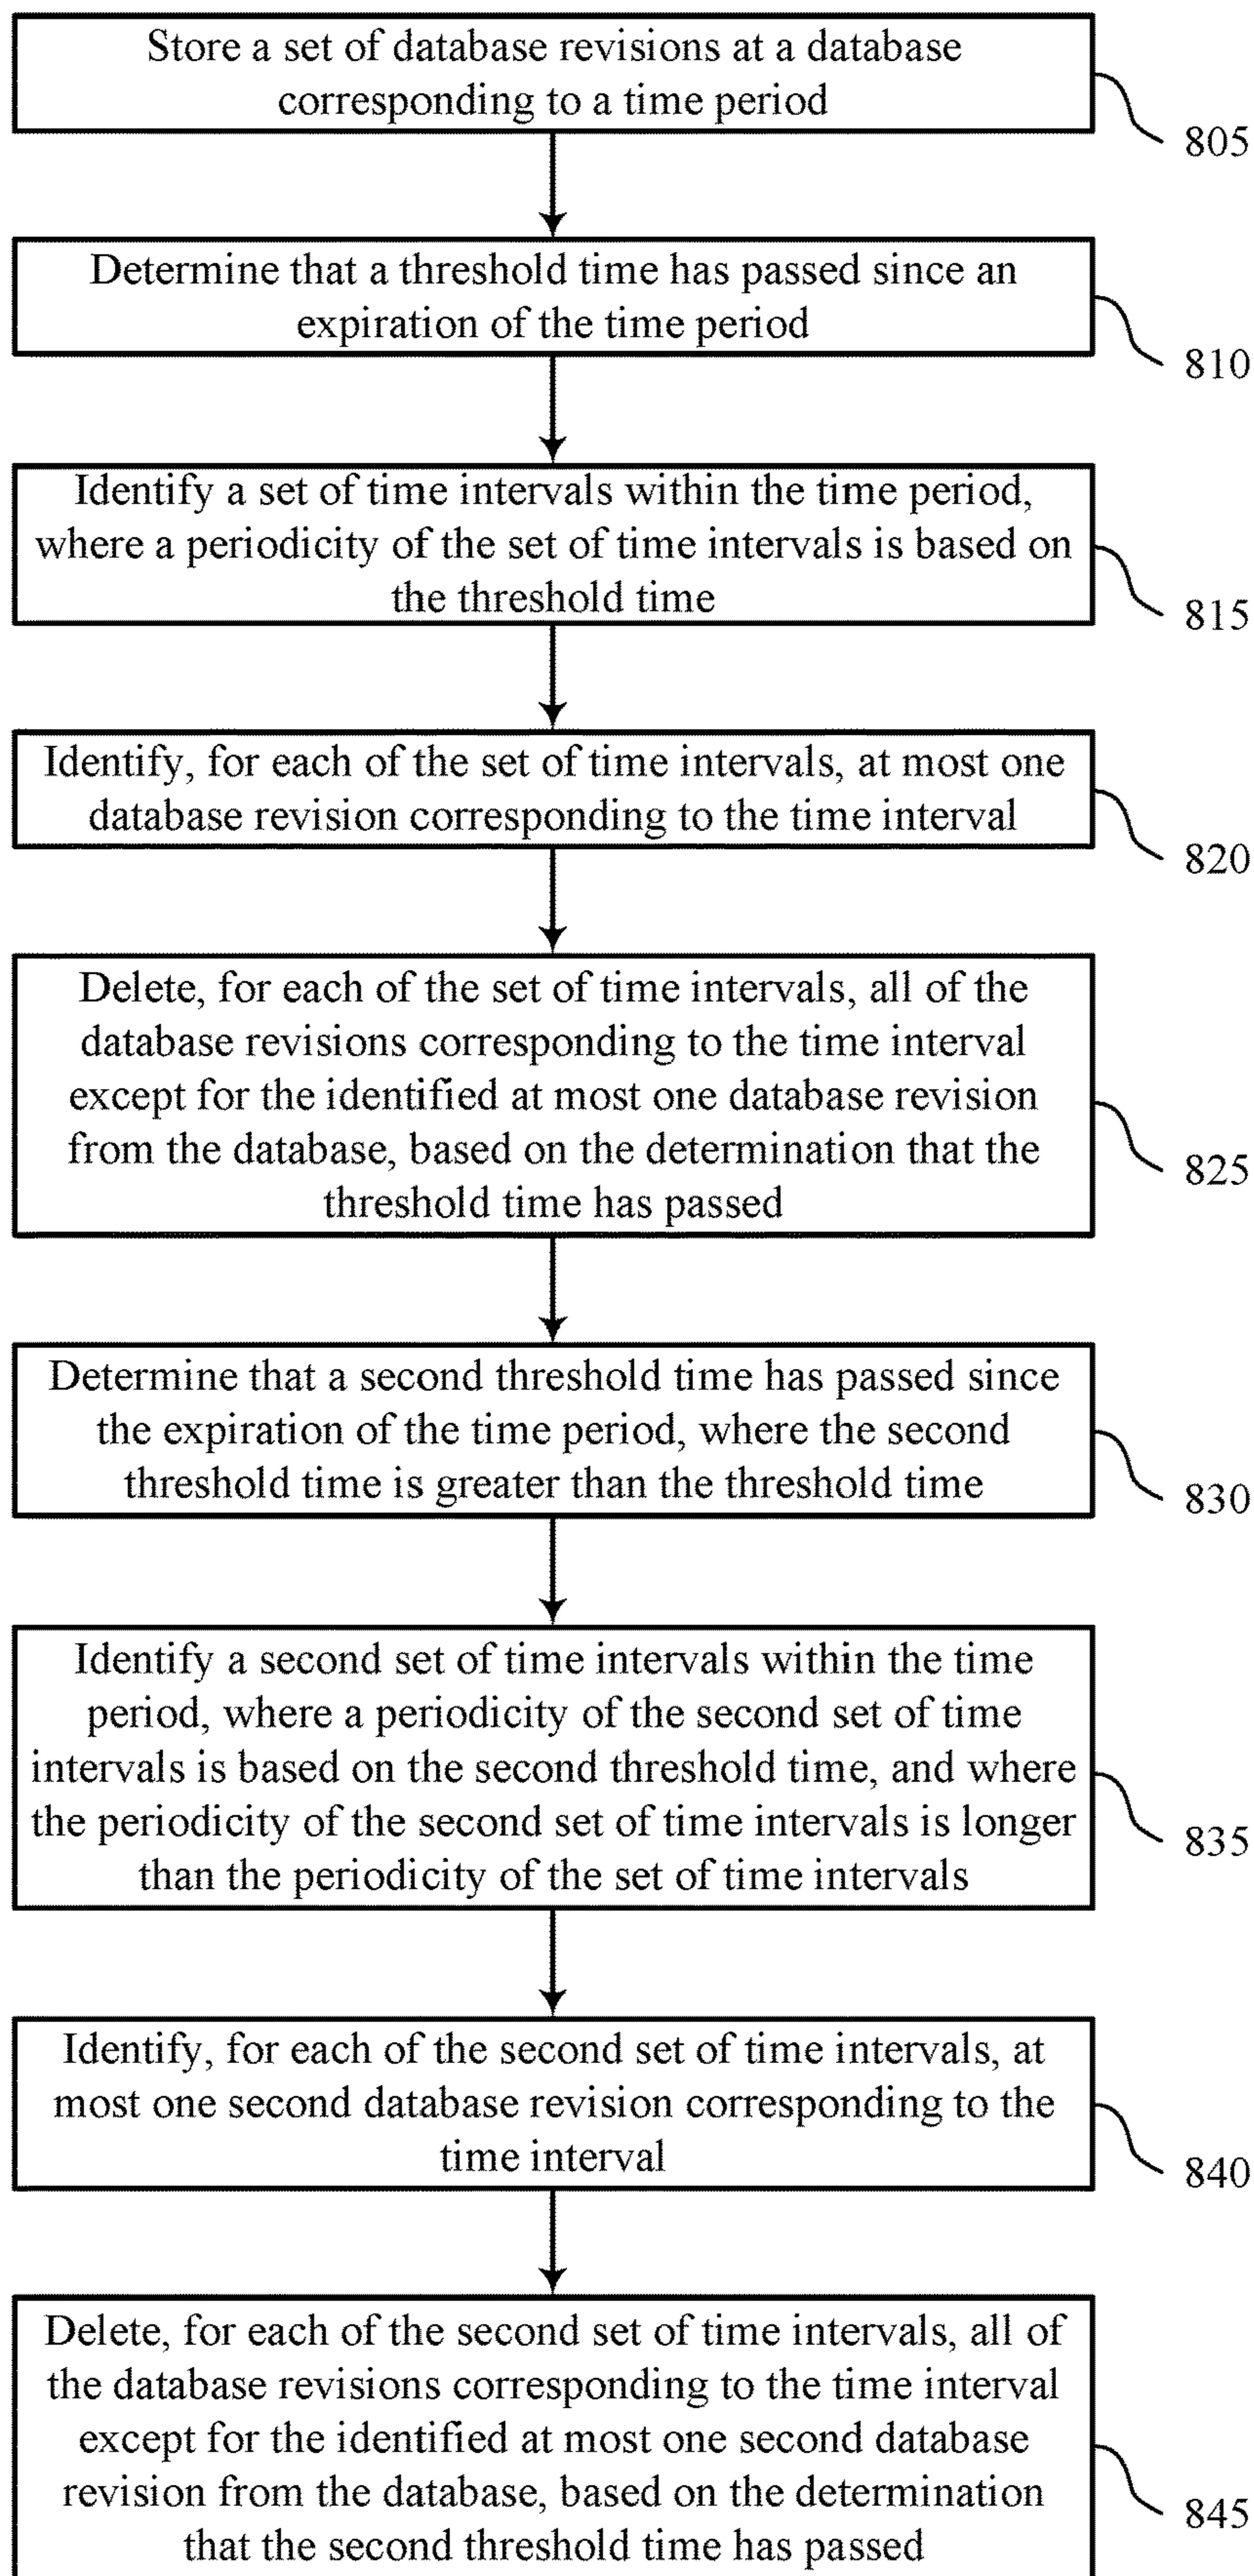 Store a set of database revisions at a database
corresponding to a time period
805
Determine that a threshold time has passed since an
expiration of the time period
810
Identify a set of time intervals within the time period,
where a periodicity of the set of time intervals is based on
the threshold time
815
Identify, for each of the set of time intervals, at most one
database revision corresponding to the time interval
820
Delete, for each of the set of time intervals, all of the
database revisions corresponding to the time interval
except for the identified at most one database revision
from the database, based on the determination that the
threshold time has passed
825
Determine that a second threshold time has passed since
the expiration of the time period, where the second
threshold time is greater than the threshold time
830
Identify a second set of time intervals within the time
period, where a periodicity of the second set of time
intervals is based on the second threshold time, and where
the periodicity of the second set of time intervals is longer
than the periodicity of the set of time intervals
835
Identify, for each of the second set of time intervals, at
most one second database revision corresponding to the
time interval
840
Delete, for each of the second set of time intervals, all of
the database revisions corresponding to the time interval
except for the identified at most one second database
revision from the database, based on the determination
that the second threshold time has passed
845